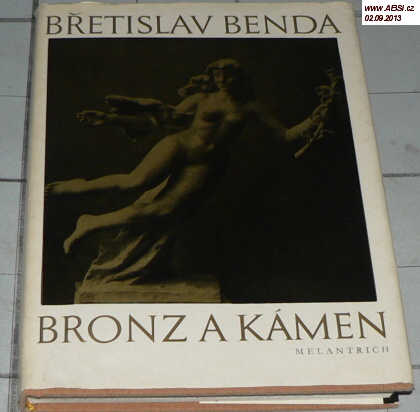 www.ABSI.cz
02.09.2013
BŘETISLAV BENDA
BRONZ A KÁMEN
MELANTRICH